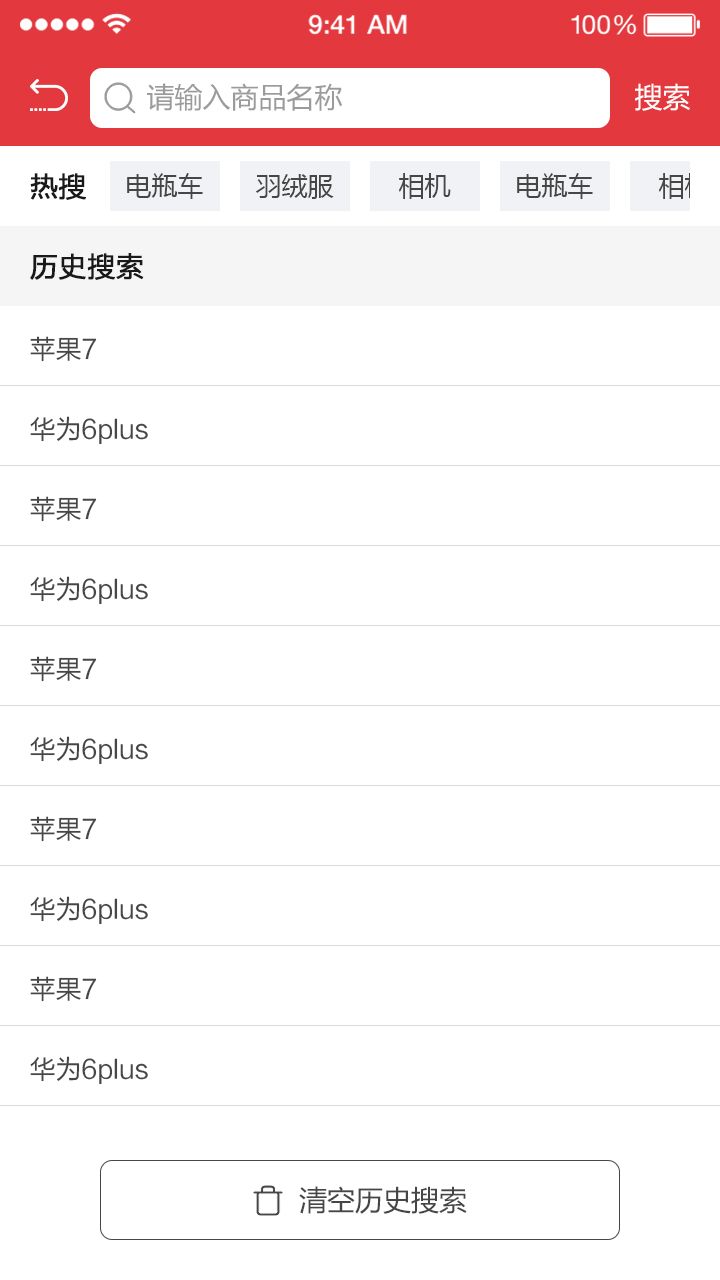 9:41 AM 100%
请输入商品名称 搜索
热搜 电瓶车 羽绒服 相机 电瓶车 相
历史搜索
苹果7
华为6plus
苹果7
华为6plus
苹果7
华为6plus
苹果7
华为6plus
苹果7
华为6plus
清空历史搜索